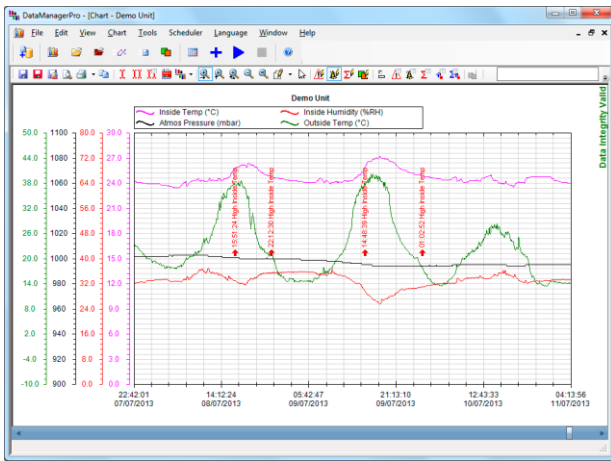 DataManagerPro - [Chart - Demo Unit]
File Edit View Chart Tools Scheduler Language Window Help
Demo Unit
Inside Temp (°C) Inside Humidity (%RH)
Atmos Pressure (mbar) Outside Temp (°C)
Data Integrity Valid
50.0 1100 80.0 30.0
44.0 1080 72.0 27.0
38.0 1060 64.0 24.0
32.0 1040 56.0 21.0
26.0 1020 48.0 18.0
20.0 1000 40.0 15.0
14.0 980 32.0 12.0
8.0 960 24.0 9.0
2.0 940 16.0 6.0
-4.0 920 8.0 3.0
-10.0 900 0.0 0.0
15:51:24 High Inside Temp
22:12:30 High Inside Temp
14:48:39 High Inside Temp
01:02:52 High Inside Temp
22:42:01 14:12:24 05:42:47 21:13:10 12:43:33 04:13:56
07/07/2013 08/07/2013 09/07/2013 09/07/2013 10/07/2013 11/07/2013